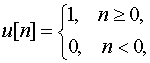 u[n] = { 1, n ≥ 0,
0, n < 0,